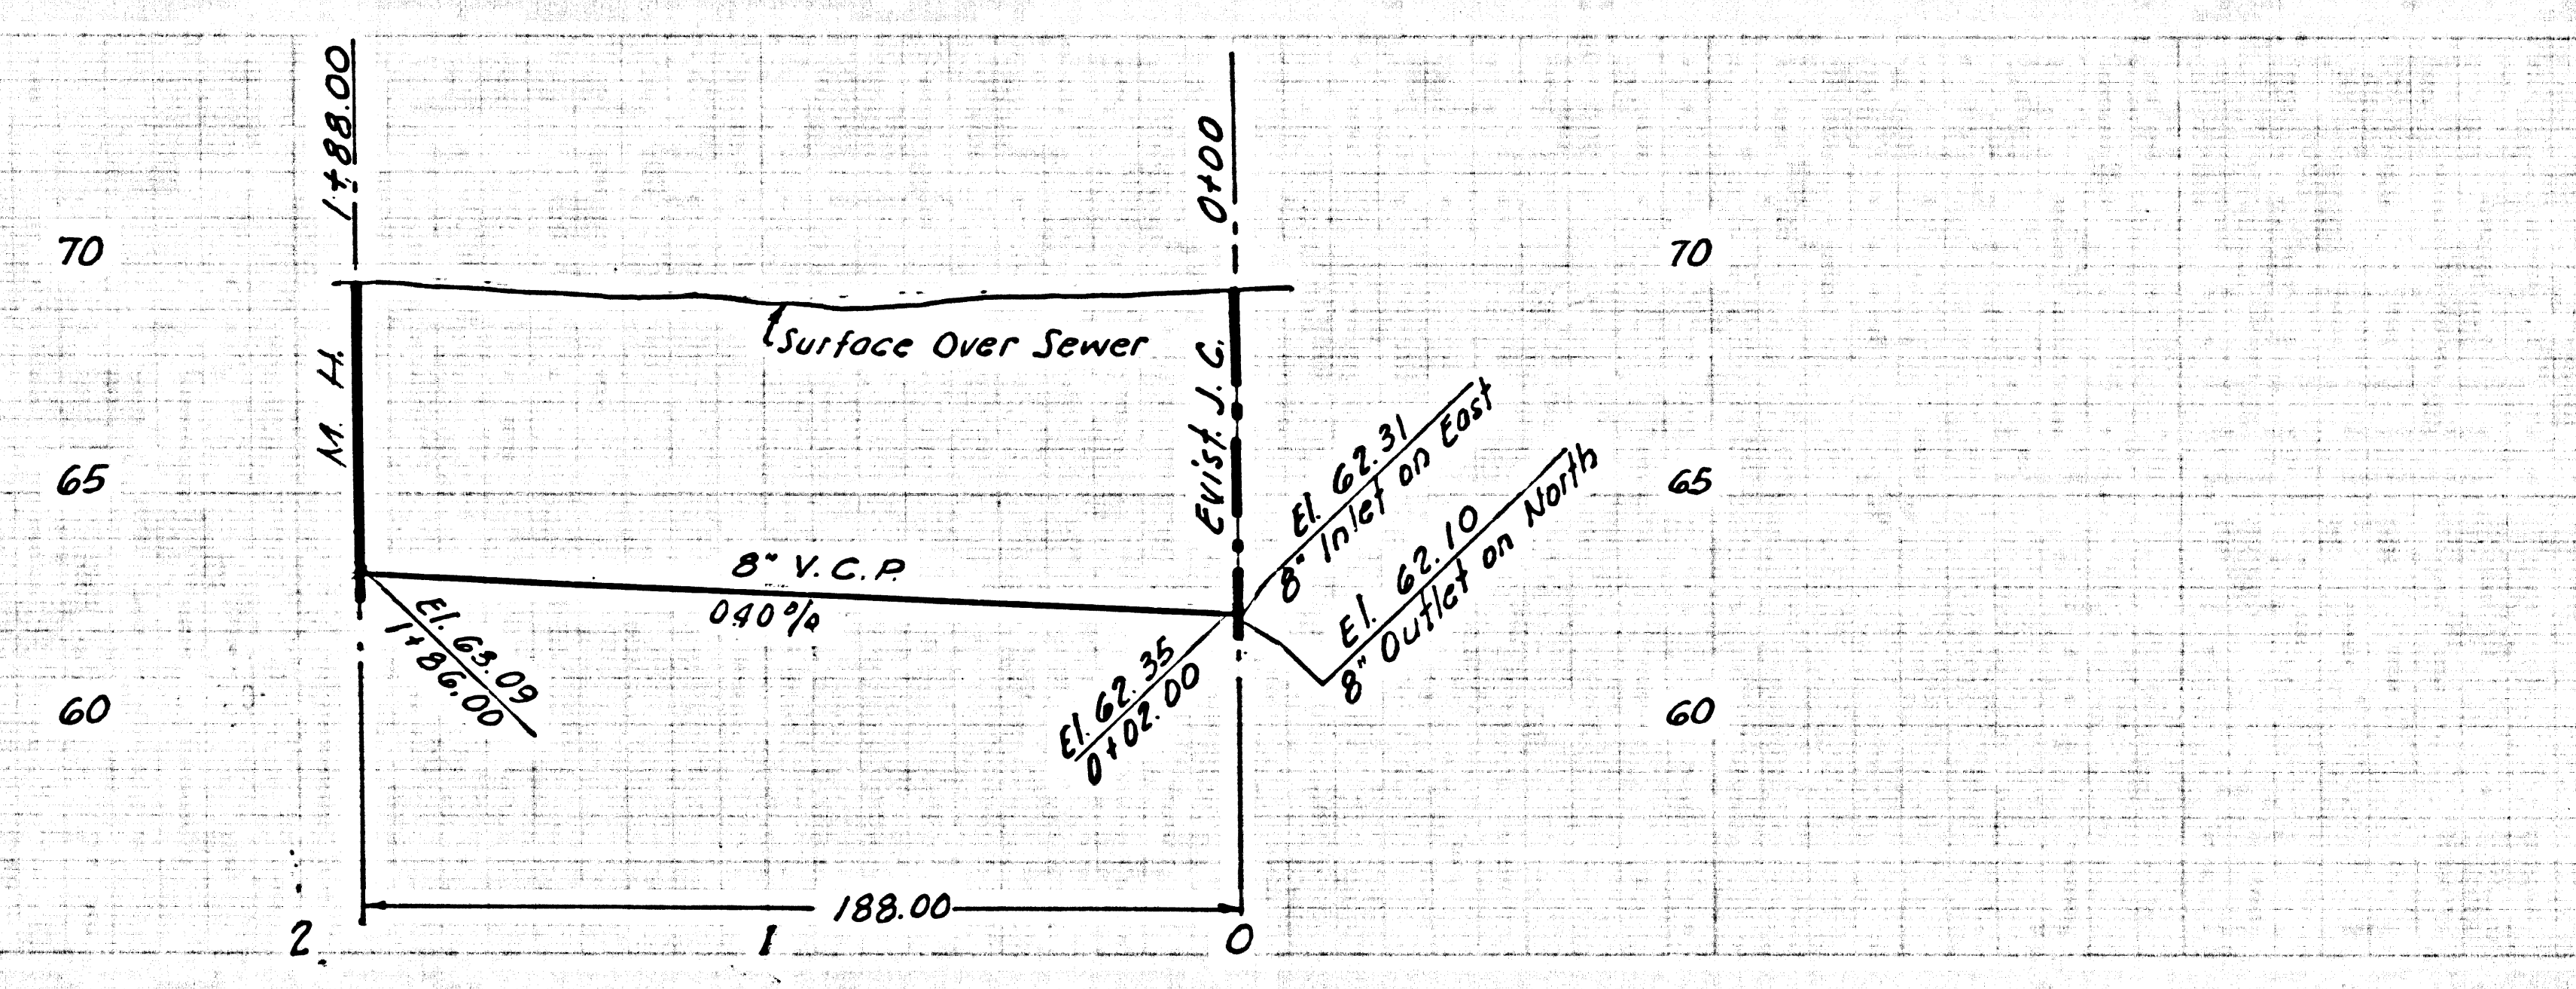 1+88.00
0+00
70
70
Surface Over Sewer
M. H.
Exist. J. C.
65
65
El. 62.31
8" Inlet on East
El. 62.10
8" Outlet on North
8" V.C.P.
0.40%
El. 63.09
1+86.00
El. 62.35
0+02.00
60
60
188.00
2
1
0